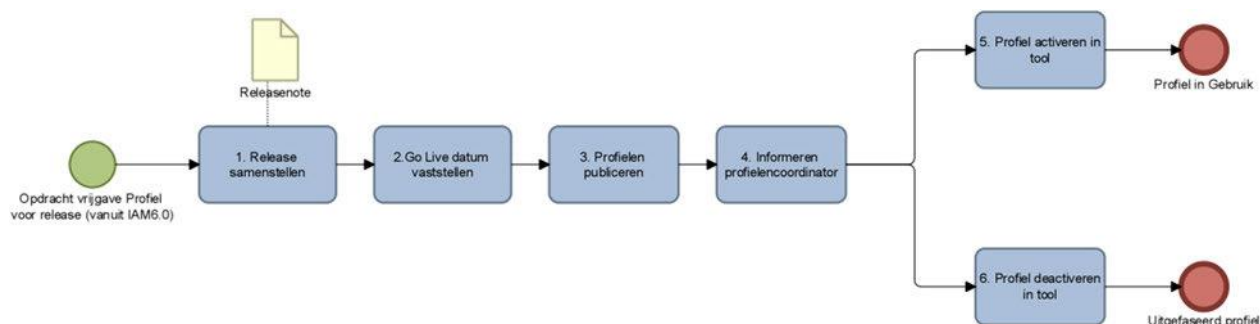 Releasenote
Opdracht vrijgave Profiel
voor release (vanuit IAM6.0)
1. Release
samenstellen
2.Go Live datum
vaststellen
3. Profielen
publiceren
4. Informeren
profielencoordinator
5. Profiel activeren in
tool
Profiel in Gebruik
6. Profiel deactiveren
in tool
Uitgefaseerd profiel